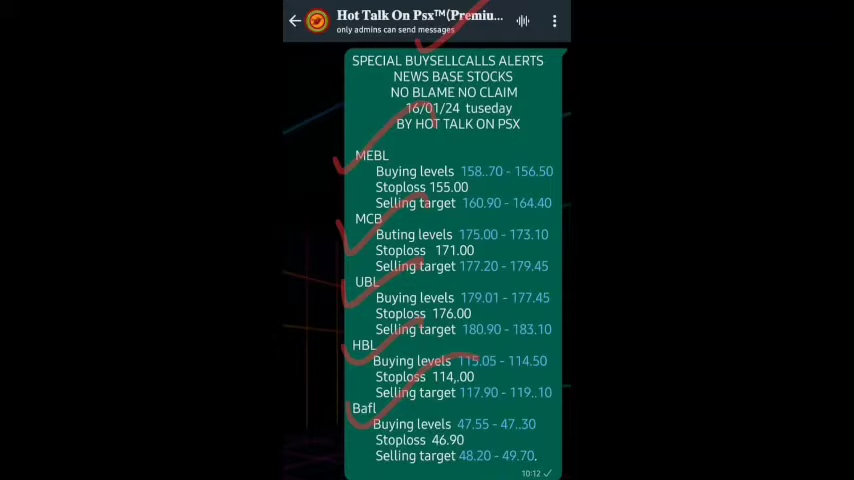 Hot Talk On Psx™(Premiu...
only admins can send messages
SPECIAL BUYSELLCALLS ALERTS
NEWS BASE STOCKS
NO BLAME NO CLAIM
16/01/24 tuseday
BY HOT TALK ON PSX
MEBL
Buying levels 158..70 - 156.50
Stoploss 155.00
Selling target 160.90 - 164.40
MCB
Buting levels 175.00 - 173.10
Stoploss 171.00
Selling target 177.20 - 179.45
UBL
Buying levels 179.01 - 177.45
Stoploss 176.00
Selling target 180.90 - 183.10
HBL
Buying levels 115.05 - 114.50
Stoploss 114,.00
Selling target 117.90 - 119..10
Bafl
Buying levels 47.55 - 47..30
Stoploss 46.90
Selling target 48.20 - 49.70.
10:12